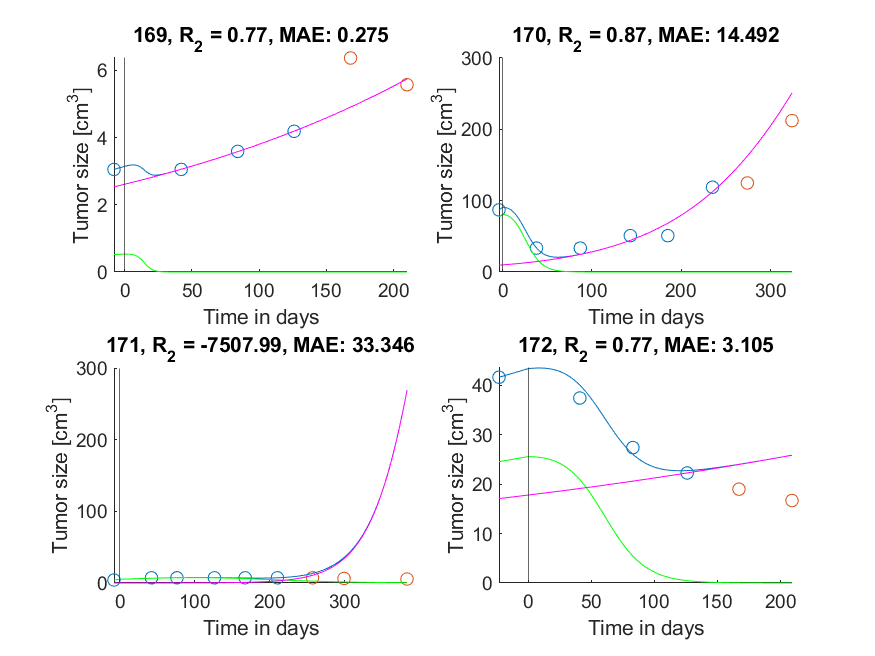 169, R2 = 0.77, MAE: 0.275
6
4
2
0
Tumor size [cm3]
0 50 100 150 200
Time in days
170, R2 = 0.87, MAE: 14.492
300
200
100
0
Tumor size [cm3]
0 100 200 300
Time in days
171, R2 = -7507.99, MAE: 33.346
300
200
100
0
Tumor size [cm3]
0 100 200 300
Time in days
172, R2 = 0.77, MAE: 3.105
40
30
20
10
0
Tumor size [cm3]
0 50 100 150 200
Time in days